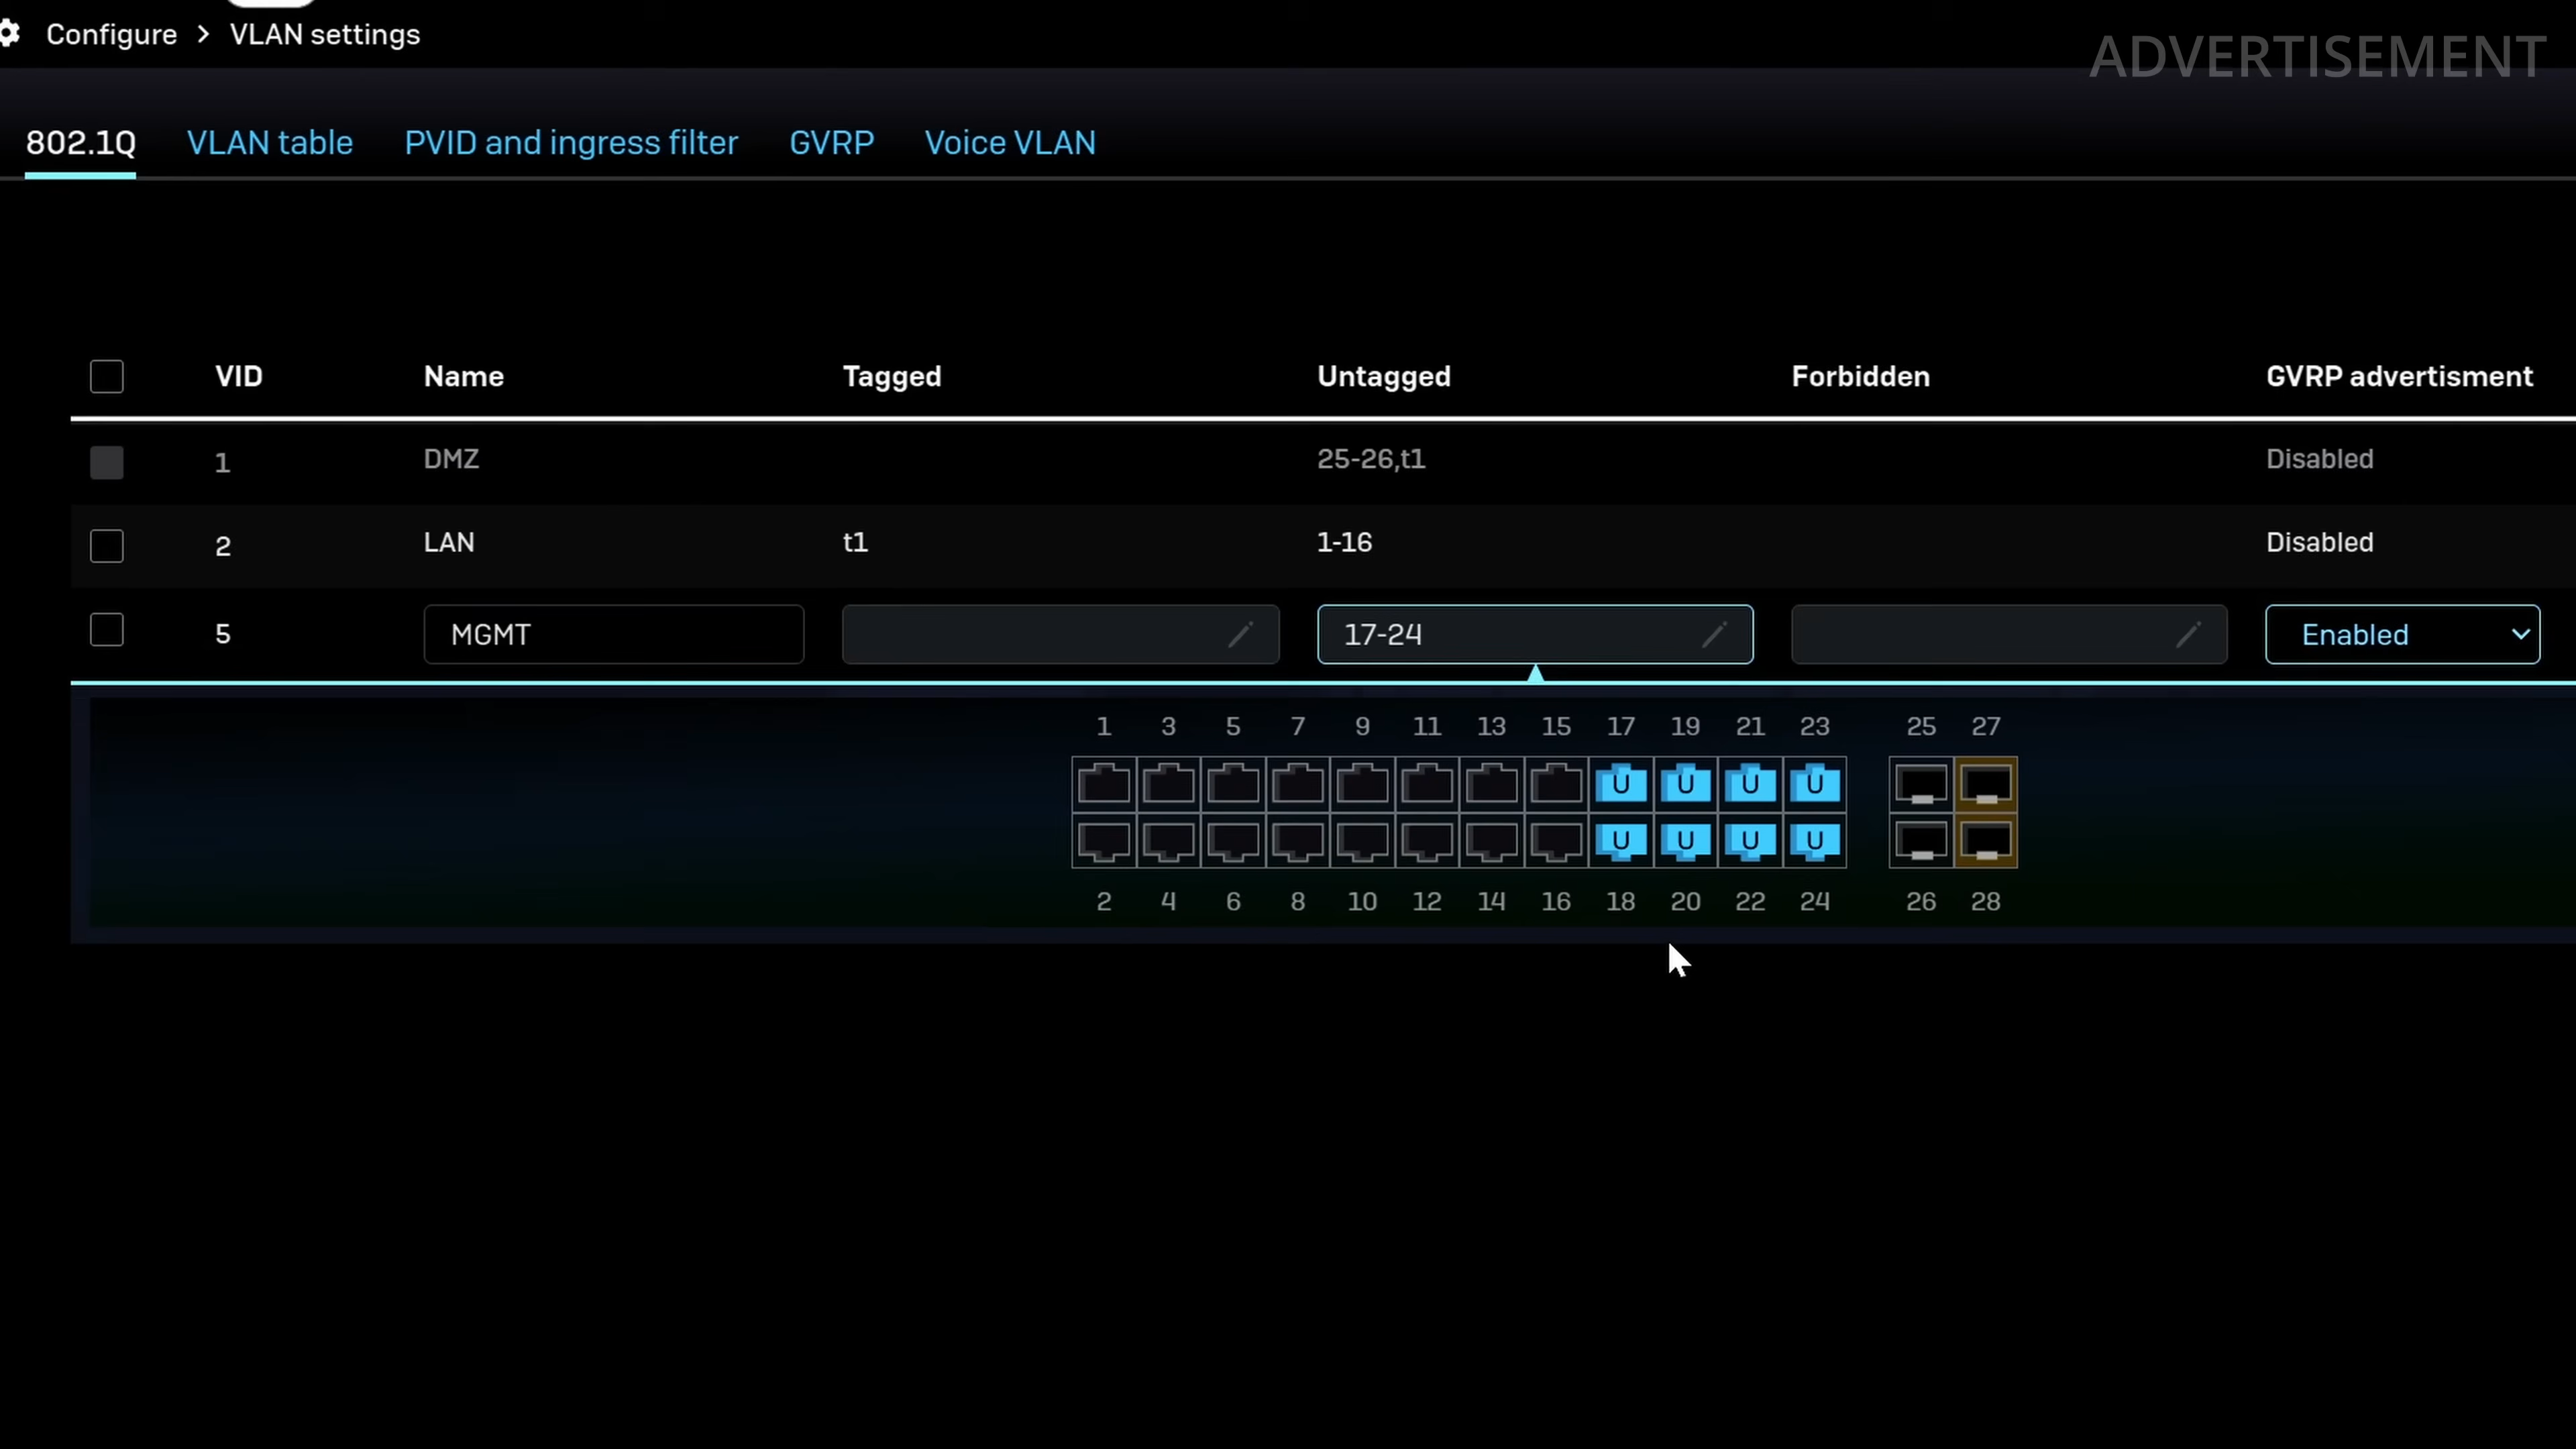 Configure > VLAN settings
ADVERTISEMENT
802.1Q VLAN table PVID and ingress filter GVRP Voice VLAN
VID Name Tagged Untagged Forbidden GVRP advertisment
1 DMZ 25-26,t1 Disabled
2 LAN t1 1-16 Disabled
5 MGMT 17-24 Enabled
1 3 5 7 9 11 13 15 17 19 21 23 25 27
U U U U
U U U U
2 4 6 8 10 12 14 16 18 20 22 24 26 28